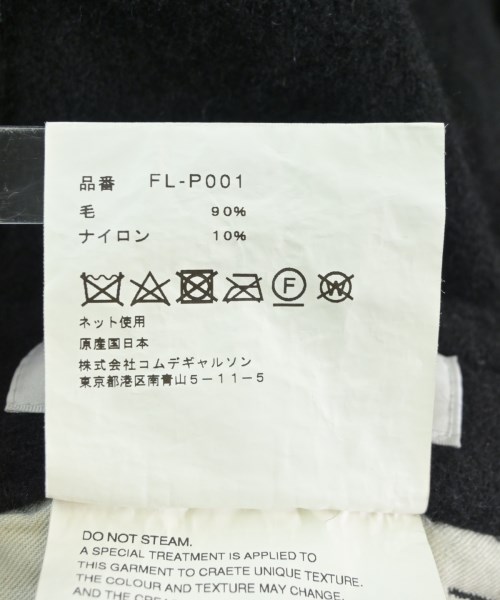 品番 FL-P001
毛 90%
ナイロン 10%
F W
ネット使用
原産国日本
株式会社コムデギャルソン
東京都港区南青山5-11-5
DO NOT STEAM.
A SPECIAL TREATMENT IS APPLIED TO
THIS GARMENT TO CRAETE UNIQUE TEXTURE.
THE COLOUR AND TEXTURE MAY CHANGE,
AND THE